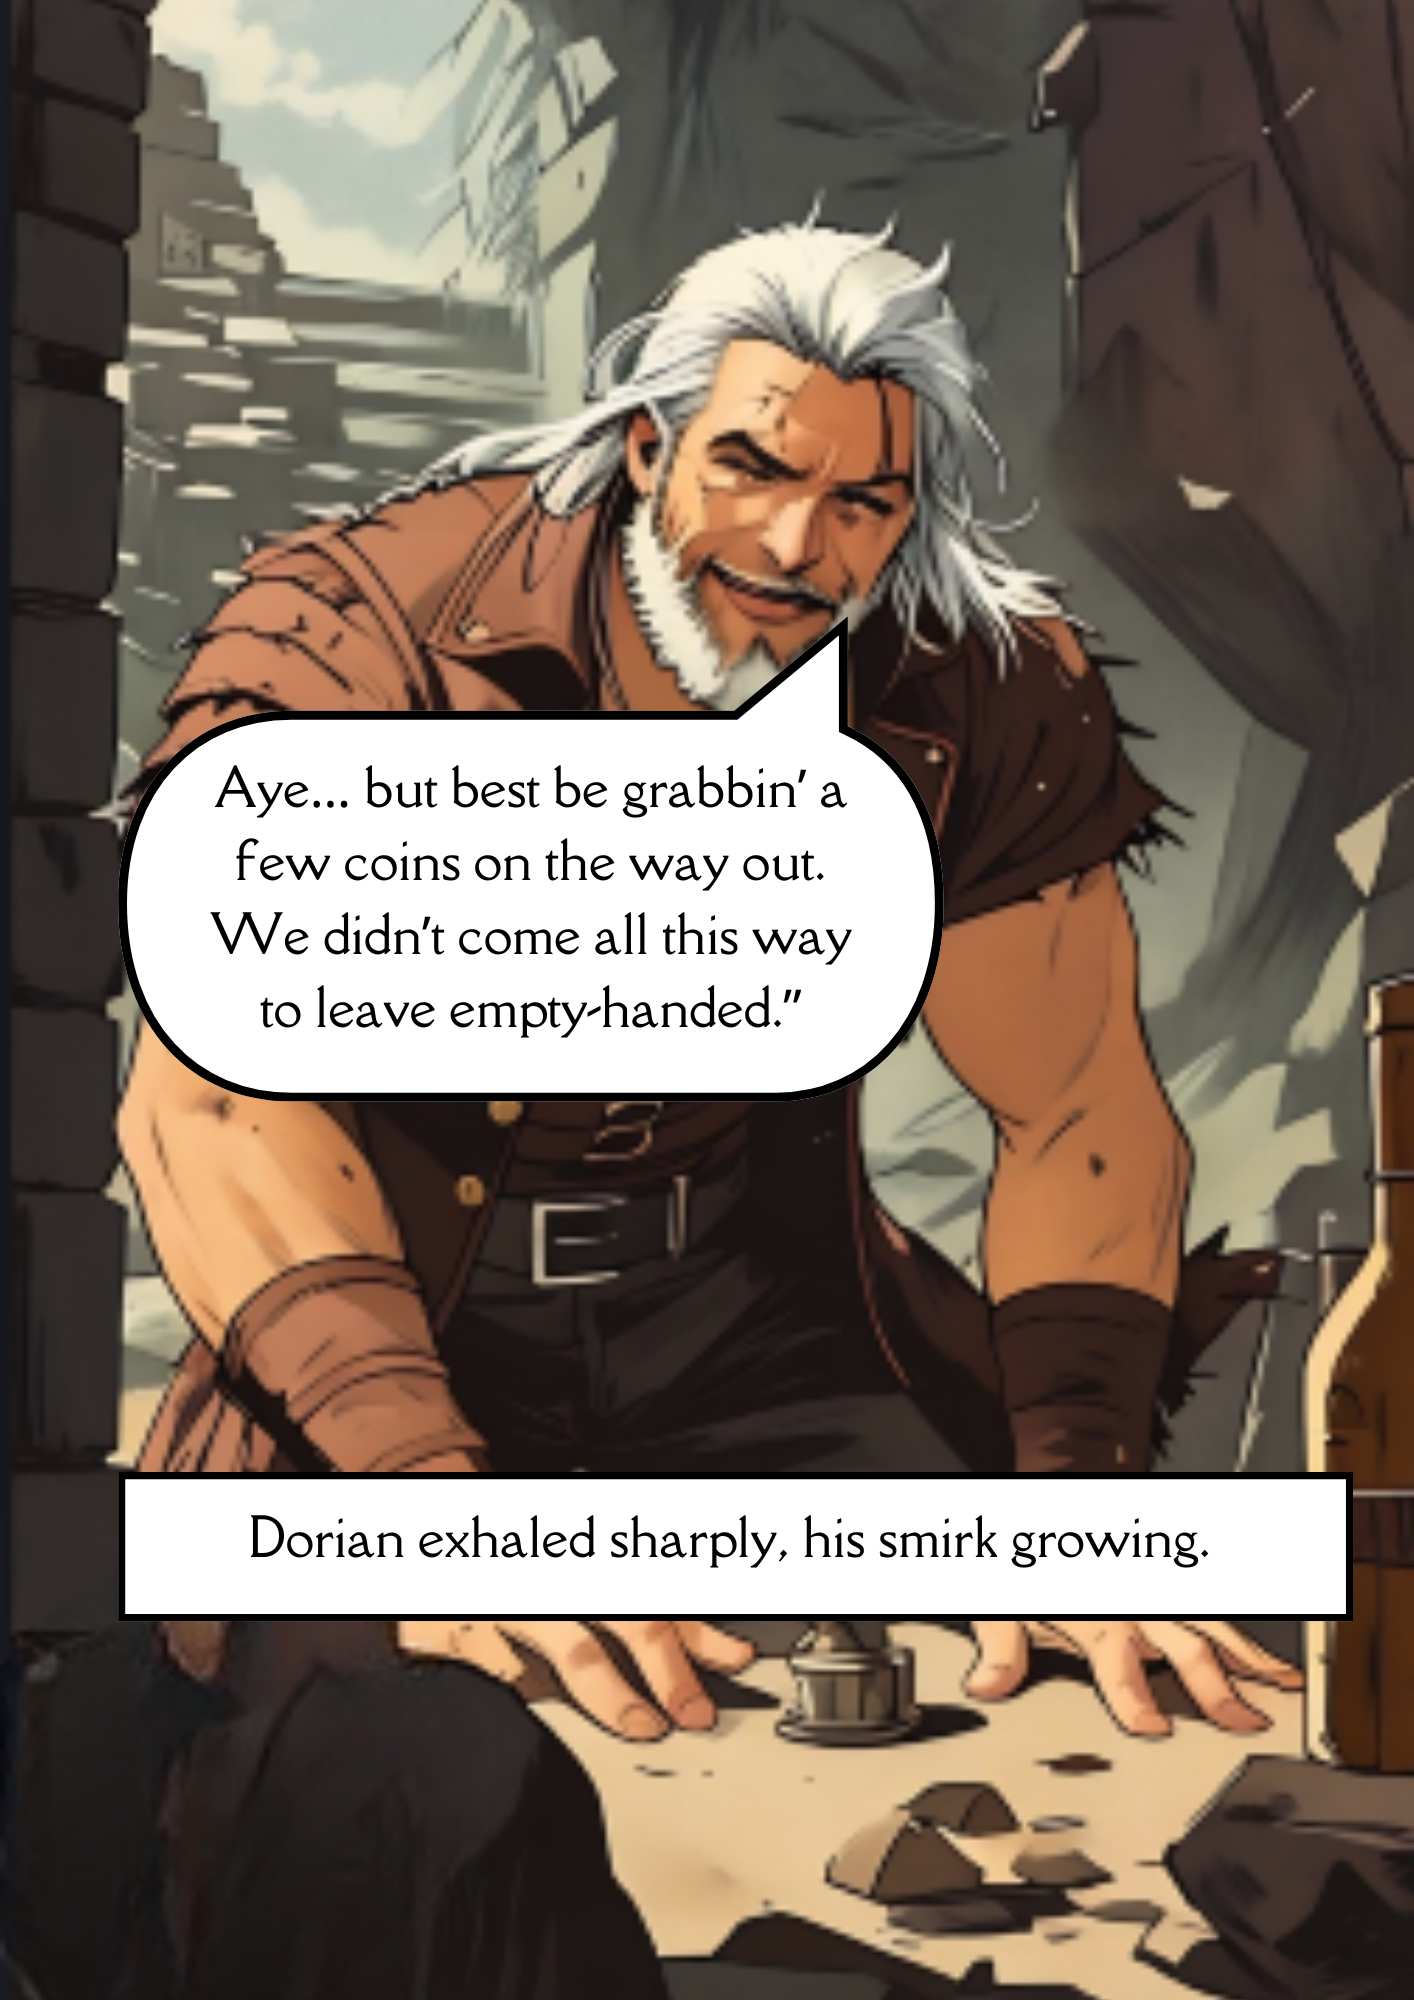 Aye... but best be grabbin' a
few coins on the way out.
We didn't come all this way
to leave empty-handed."
Dorian exhaled sharply, his smirk growing.